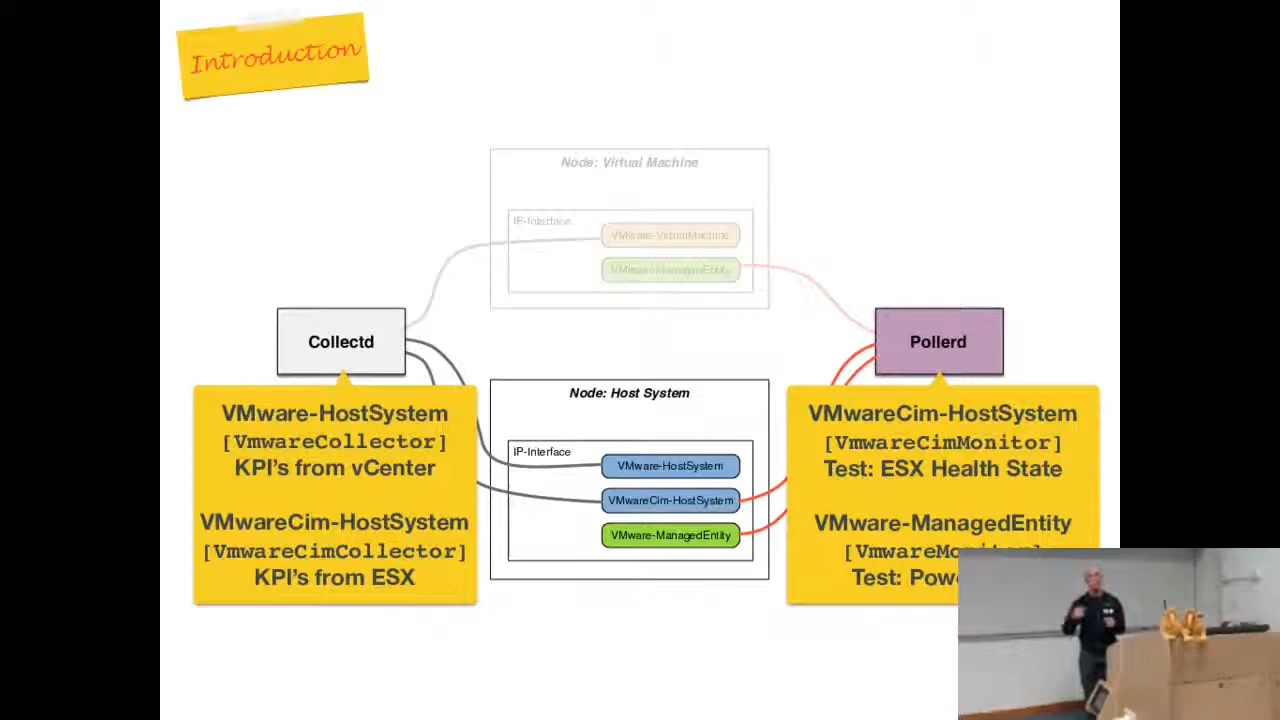 Introduction
Node: Virtual Machine
IP-Interface
VMware-VirtualMachine
VMware-ManagedEntity
Collectd
Pollerd
Node: Host System
IP-Interface
VMware-HostSystem
VMwareCim-HostSystem
VMware-ManagedEntity
VMware-HostSystem
[VmwareCollector]
KPI's from vCenter
VMwareCim-HostSystem
[VmwareCimCollector]
KPI's from ESX
VMwareCim-HostSystem
[VmwareCimMonitor]
Test: ESX Health State
VMware-ManagedEntity
Test: